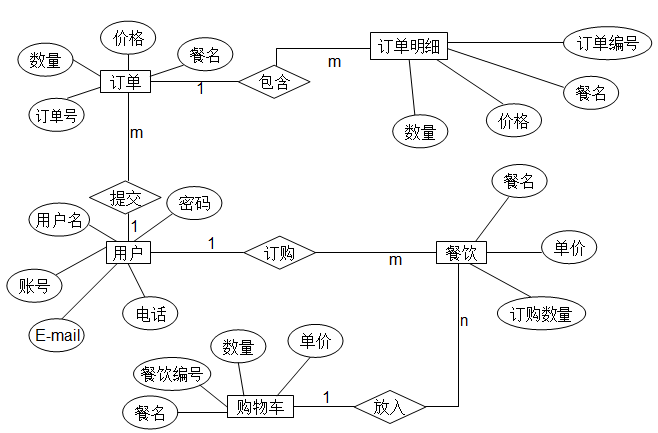 价格
数量
餐名
订单
订单号
1
包含
m
订单明细
订单编号
餐名
价格
数量
m
提交
1
密码
用户名
用户
账号
E-mail
电话
1
订购
m
餐饮
餐名
单价
订购数量
n
数量
单价
餐饮编号
餐名
购物车
1
放入